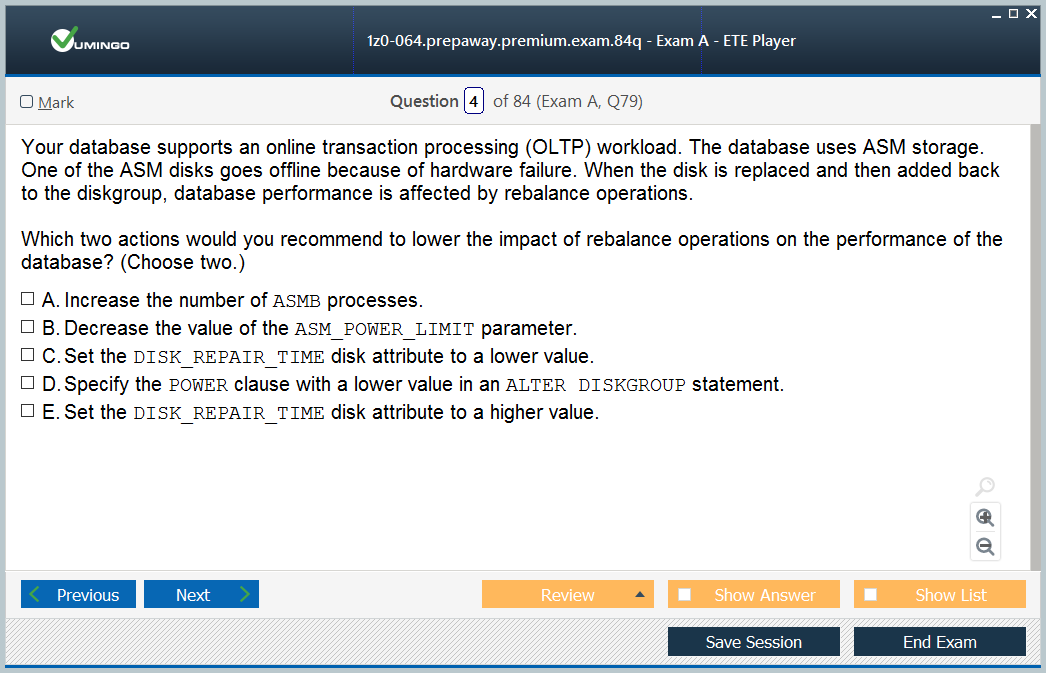 VUMINGO
1z0-064.prepaway.premium.exam.84q - Exam A - ETE Player
Mark
Question 4 of 84 (Exam A, Q79)
Your database supports an online transaction processing (OLTP) workload. The database uses ASM storage.
One of the ASM disks goes offline because of hardware failure. When the disk is replaced and then added back
to the diskgroup, database performance is affected by rebalance operations.
Which two actions would you recommend to lower the impact of rebalance operations on the performance of the
database? (Choose two.)
A. Increase the number of ASMB processes.
B. Decrease the value of the ASM_POWER_LIMIT parameter.
C. Set the DISK_REPAIR_TIME disk attribute to a lower value.
D. Specify the POWER clause with a lower value in an ALTER DISKGROUP statement.
E. Set the DISK_REPAIR_TIME disk attribute to a higher value.
Previous
Next
Review
Show Answer
Show List
Save Session
End Exam